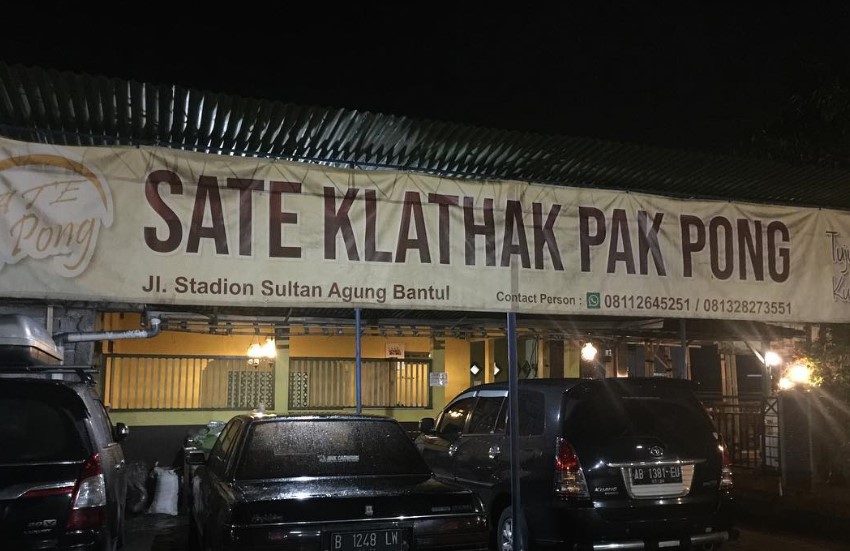 SATE KLATHAK PAK PONG
Jl. Stadion Sultan Agung Bantul
Contact Person : 08112645251 / 081328273551
ATE
Pong
AB 1381 EU
B 1248 LW